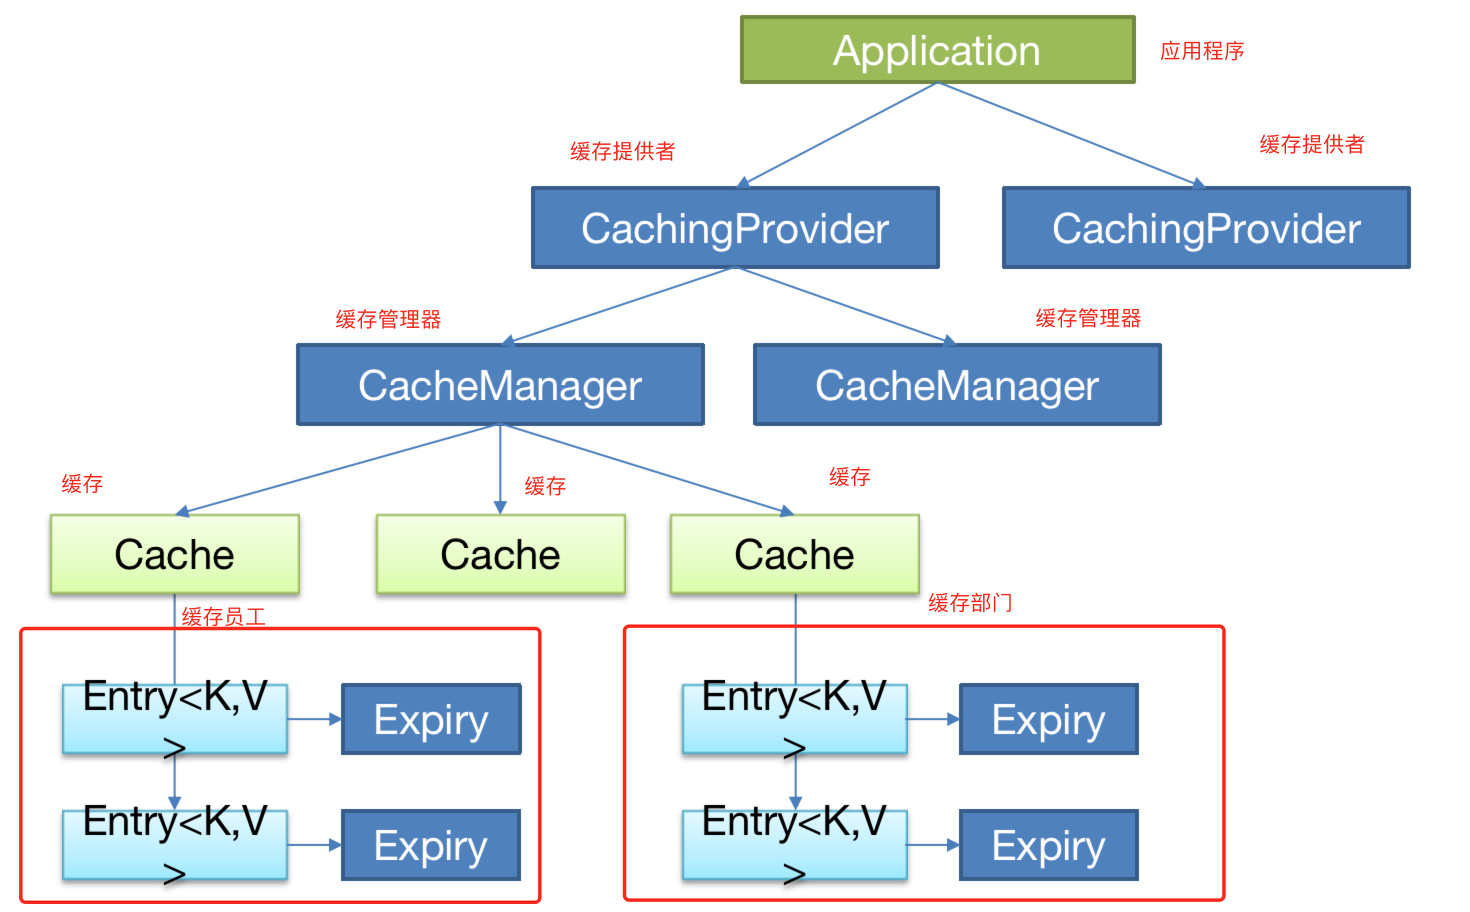 Application
应用程序
缓存提供者
缓存提供者
CachingProvider
CachingProvider
缓存管理器
缓存管理器
CacheManager
CacheManager
缓存
缓存
缓存
Cache
Cache
Cache
缓存员工
缓存部门
Entry<K,V
>
Expiry
Entry<K,V
>
Expiry
Entry<K,V
>
Expiry
Entry<K,V
>
Expiry